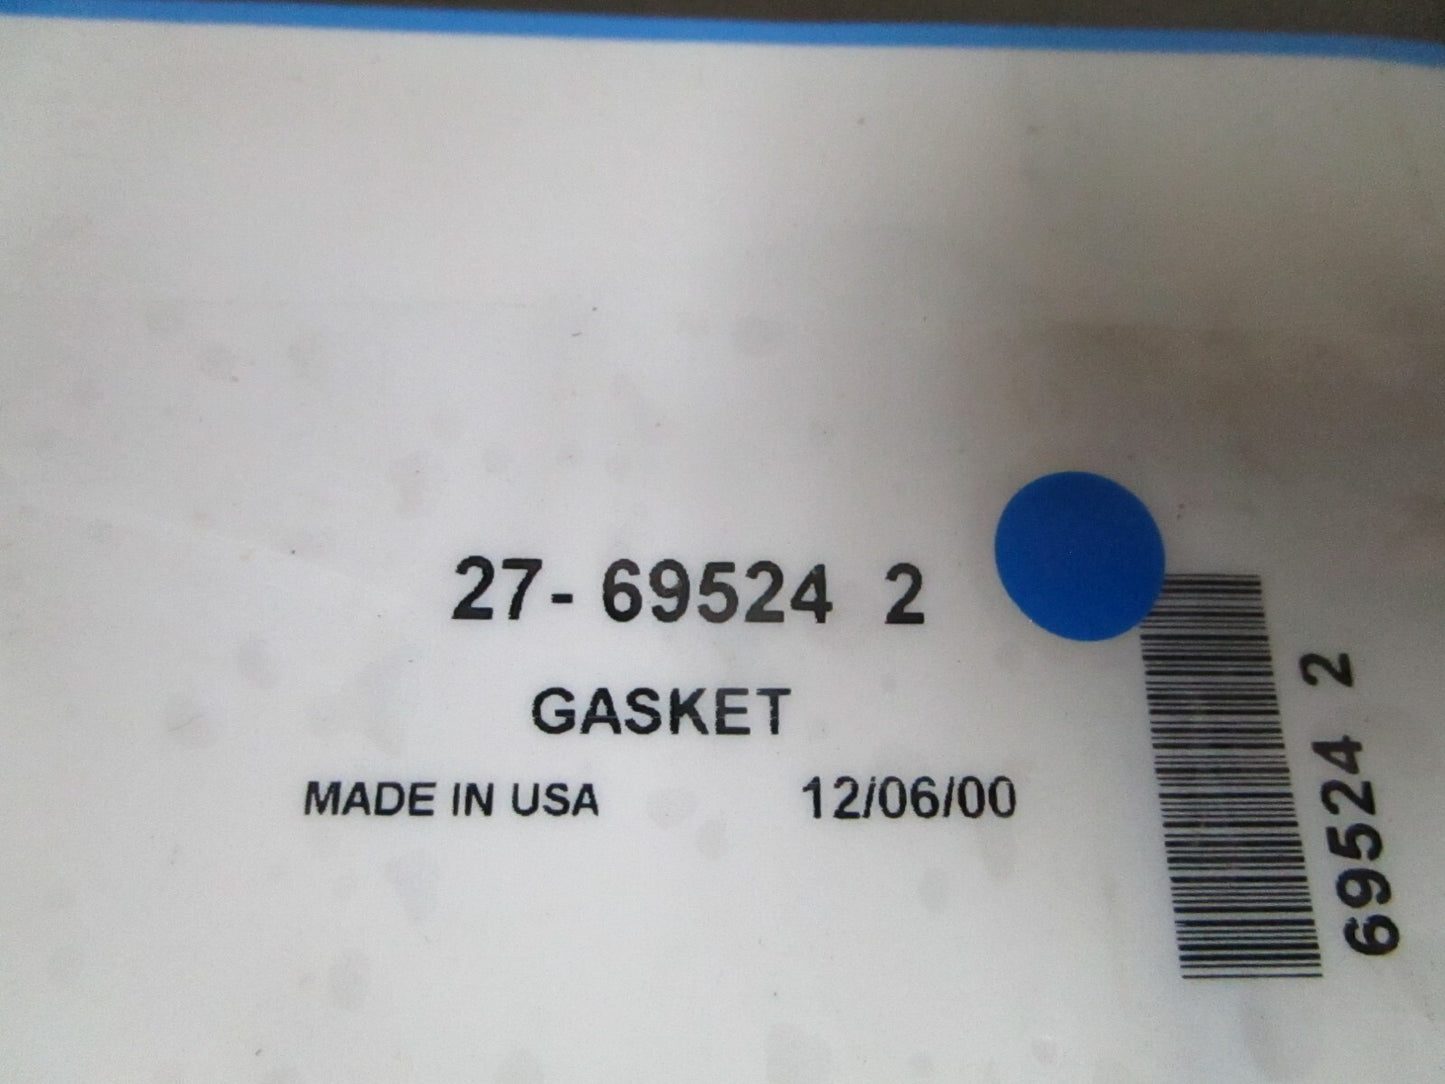 27- 69524 2
GASKET
MADE IN USA 12/06/00
69524 2